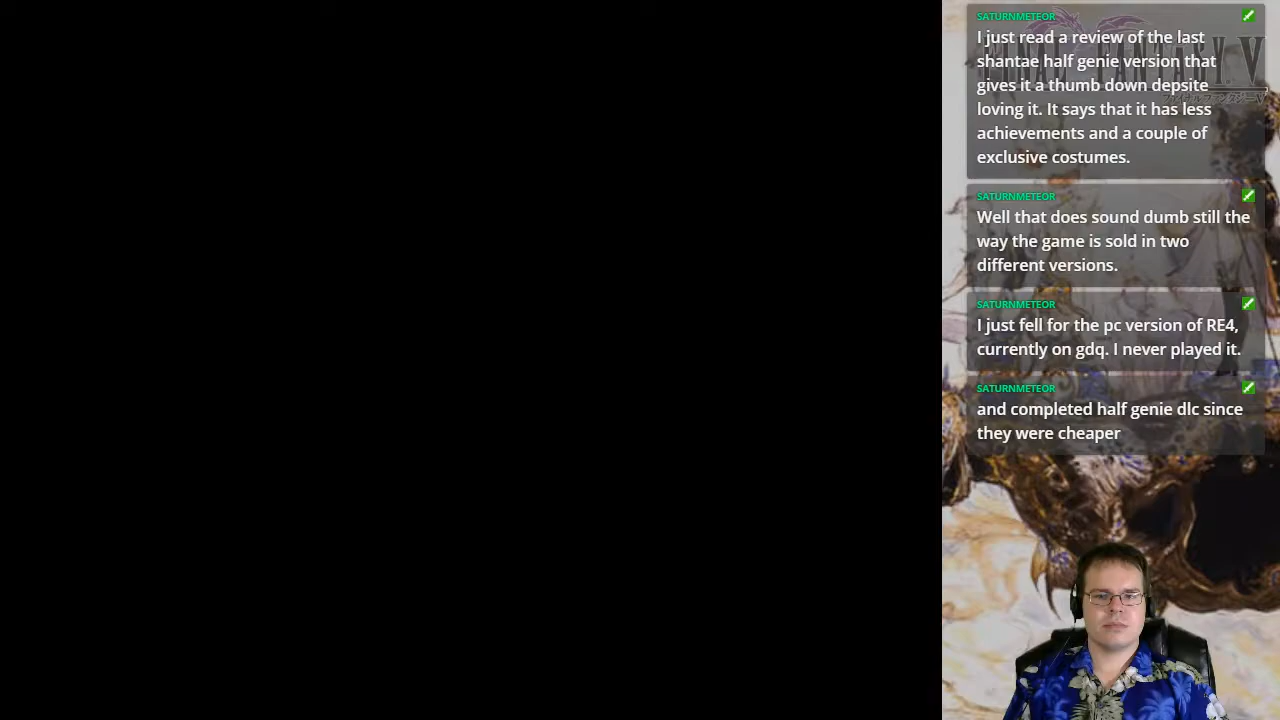 SATURNMETEOR
I just read a review of the last
shantae half genie version that
gives it a thumb down depsite
loving it. It says that it has less
achievements and a couple of
exclusive costumes.
SATURNMETEOR
Well that does sound dumb still the
way the game is sold in two
different versions.
SATURNMETEOR
I just fell for the pc version of RE4,
currently on gdq. I never played it.
SATURNMETEOR
and completed half genie dlc since
they were cheaper
FINAL FANTASY V